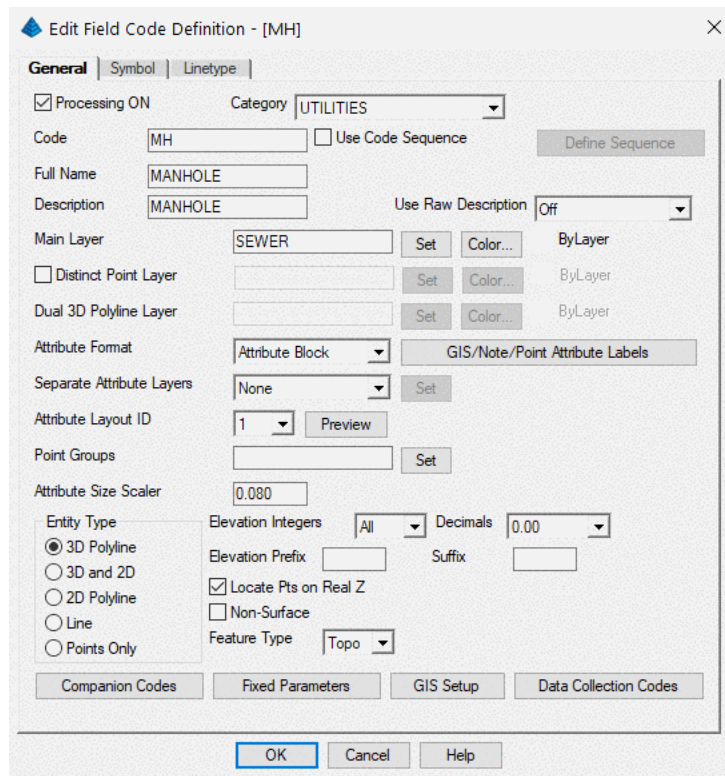 Edit Field Code Definition - [MH]
General Symbol Linetype
Processing ON Category UTILITIES
Code MH Use Code Sequence Define Sequence
Full Name MANHOLE
Description MANHOLE Use Raw Description Off
Main Layer SEWER Set Color... ByLayer
Distinct Point Layer Set Color... ByLayer
Dual 3D Polyline Layer Set Color... ByLayer
Attribute Format Attribute Block GIS/Note/Point Attribute Labels
Separate Attribute Layers None Set
Attribute Layout ID 1 Preview
Point Groups Set
Attribute Size Scaler 0.080
Entity Type Elevation Integers All Decimals 0.00
3D Polyline Elevation Prefix Suffix
3D and 2D Locate Pts on Real Z
2D Polyline Non-Surface
Line Feature Type Topo
Points Only
Companion Codes Fixed Parameters GIS Setup Data Collection Codes
OK Cancel Help